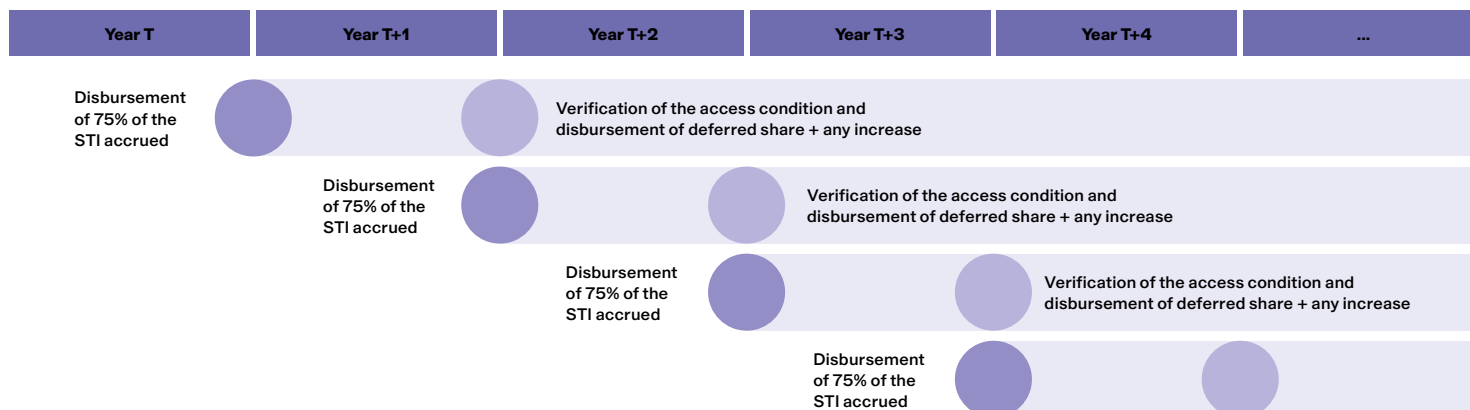 Year T
Year T+1
Year T+2
Year T+3
Year T+4
...
Disbursement
of 75% of the
STI accrued
Verification of the access condition and
disbursement of deferred share + any increase
Disbursement
of 75% of the
STI accrued
Verification of the access condition and
disbursement of deferred share + any increase
Disbursement
of 75% of the
STI accrued
Verification of the access condition and
disbursement of deferred share + any increase
Disbursement
of 75% of the
STI accrued